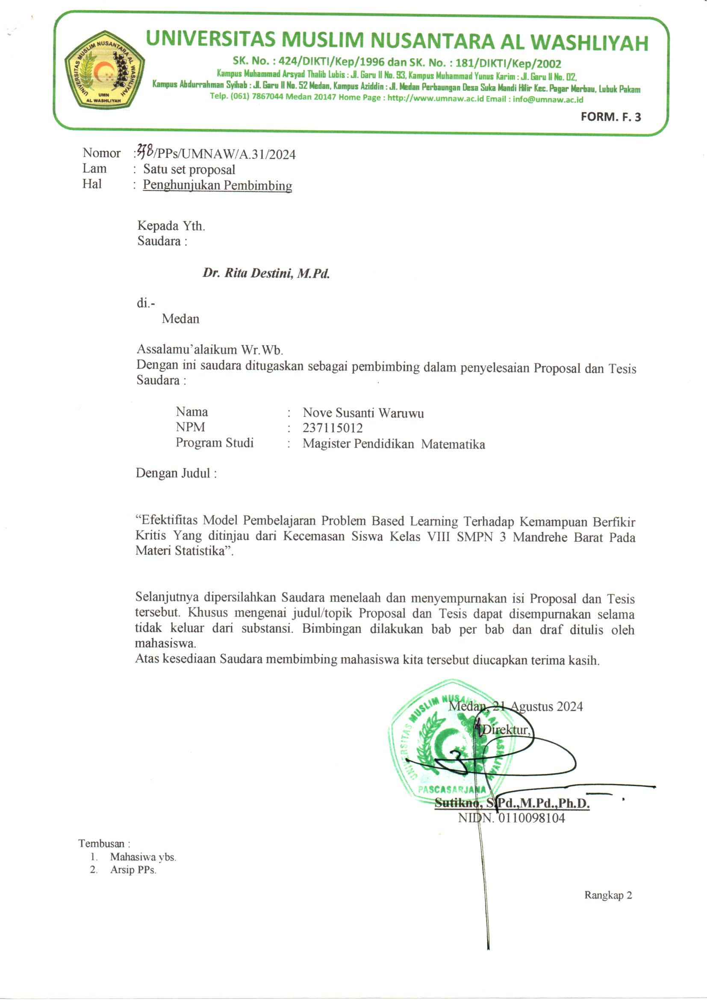 UNIVERSITAS MUSLIM NUSANTARA AL WASHLIYAH
UMN
AL WASHLIYAH
UNIVERSITAS MUSLIM NUSANTARA AL WASHLIYAH
SK. No. : 424/DIKTI/Kep/1996 dan SK. No. : 181/DIKTI/Kep/2002
Kampus Muhammad Arsyad Thalib Lubis : Jl. Garu II No. 93, Kampus Muhammad Yunus Karim : Jl. Garu II No. 02,
Kampus Abdurrahman Syihab : Jl. Garu II No. 52 Medan, Kampus Aziddin : Jl. Medan Perbaungan Desa Suka Mandi Hilir Kec. Pagar Merbau, Lubuk Pakam
Telp. (061) 7867044 Medan 20147 Home Page : http://www.umnaw.ac.id Email : info@umnaw.ac.id
FORM. F. 3
Nomor : /PPs/UMNAW/A.31/2024
Lam : Satu set proposal
Hal : Penghunjukan Pembimbing
Kepada Yth.
Saudara :
Dr. Rita Destini, M.Pd.
di.-
Medan
Assalamu’alaikum Wr.Wb.
Dengan ini saudara ditugaskan sebagai pembimbing dalam penyelesaian Proposal dan Tesis
Saudara :
Nama : Nove Susanti Waruwu
NPM : 237115012
Program Studi : Magister Pendidikan Matematika
Dengan Judul :
“Efektifitas Model Pembelajaran Problem Based Learning Terhadap Kemampuan Berfikir
Kritis Yang ditinjau dari Kecemasan Siswa Kelas VIII SMPN 3 Mandrehe Barat Pada
Materi Statistika”.
Selanjutnya dipersilahkan Saudara menelaah dan menyempurnakan isi Proposal dan Tesis
tersebut. Khusus mengenai judul/topik Proposal dan Tesis dapat disempurnakan selama
tidak keluar dari substansi. Bimbingan dilakukan bab per bab dan draf ditulis oleh
mahasiswa.
Atas kesediaan Saudara membimbing mahasiswa kita tersebut diucapkan terima kasih.
Medan, 21 Agustus 2024
Direktur,
UNIVERSITAS MUSLIM NUSANTARA AL WASHLIYAH
PASCASARJANA
Sutikno, S.Pd.,M.Pd.,Ph.D.
NIDN. 0110098104
Tembusan :
1. Mahasiwa ybs.
2. Arsip PPs.
Rangkap 2